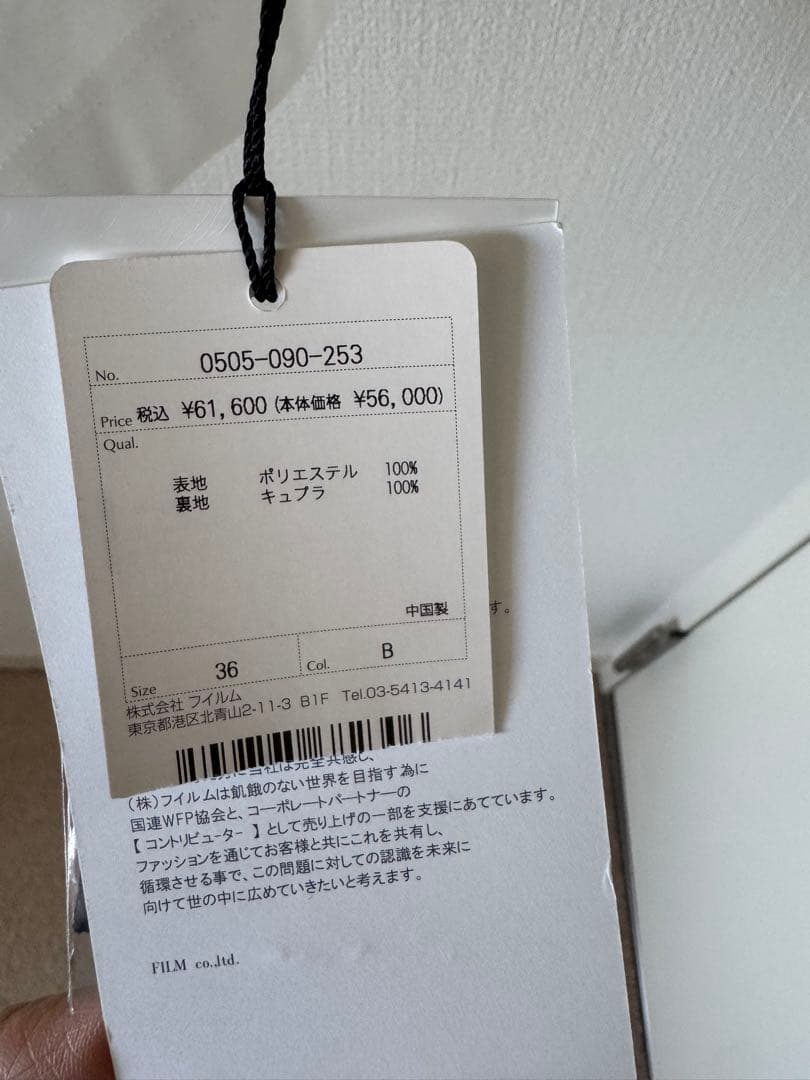 No. 0505-090-253
Price 税込 ¥61,600 (本体価格 ¥56,000)
Qual.
表地 ポリエステル 100%
裏地 キュプラ 100%
中国製
す。
Size 36 Col. B
株式会社 フイルム
東京都港区北青山2-11-3 B1F Tel.03-5413-4141
に当社は完全共感し、
(株)フイルムは飢餓のない世界を目指す為に
国連WFP協会と、コーポレートパートナーの
【 コントリビューター 】として売り上げの一部を支援にあてています。
ファッションを通じてお客様と共にこれを共有し、
循環させる事で、この問題に対しての認識を未来に
向けて世の中に広めていきたいと考えます。
FILM co.,ltd.